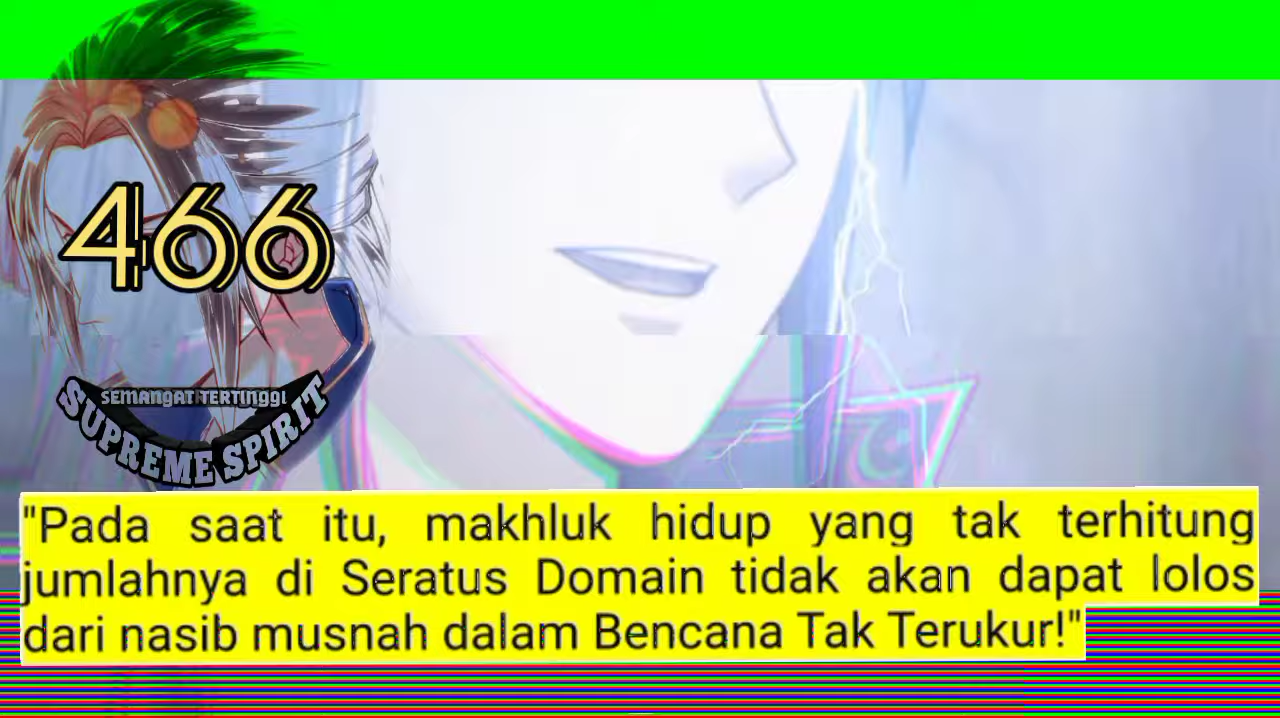 466
SEMANGAT TERTINGGI
SUPREME SPIRIT
"Pada saat itu, makhluk hidup yang tak terhitung
jumlahnya di Seratus Domain tidak akan dapat lolos
dari nasib musnah dalam Bencana Tak Terukur!"